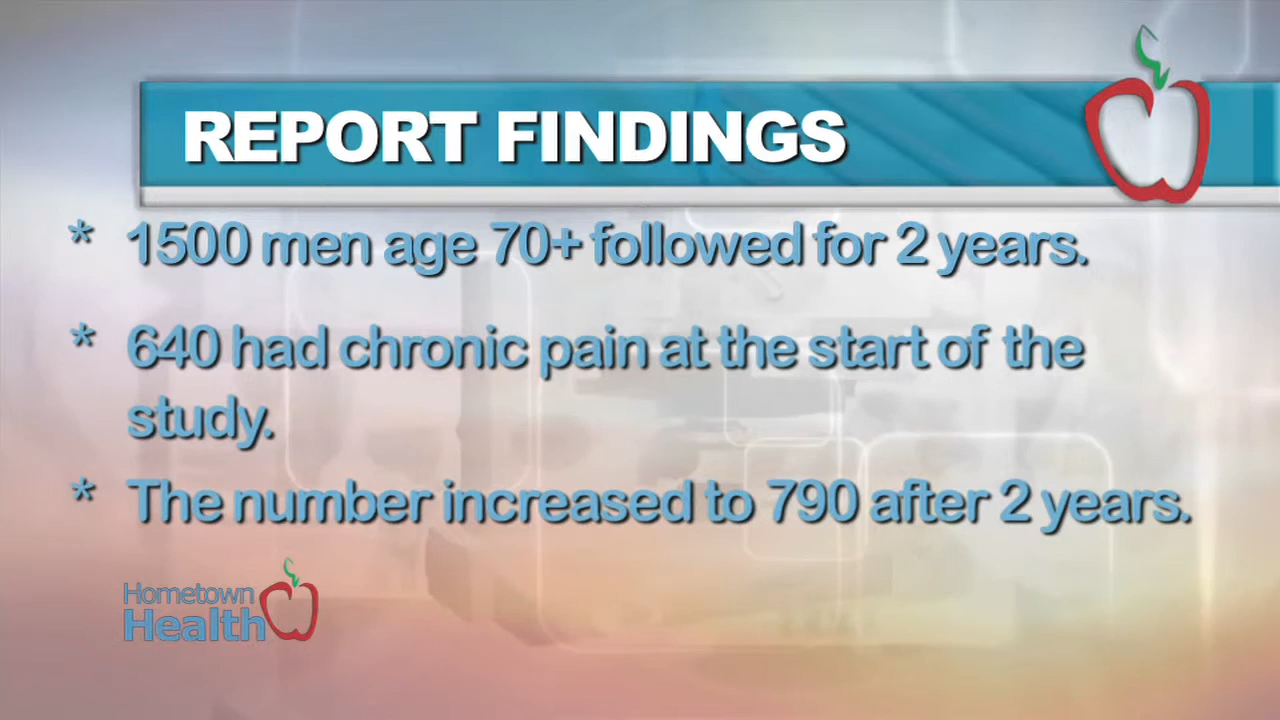 REPORT FINDINGS
* 1500 men age 70+ followed for 2 years.
* 640 had chronic pain at the start of the
study.
* The number increased to 790 after 2 years.
Hometown
Health